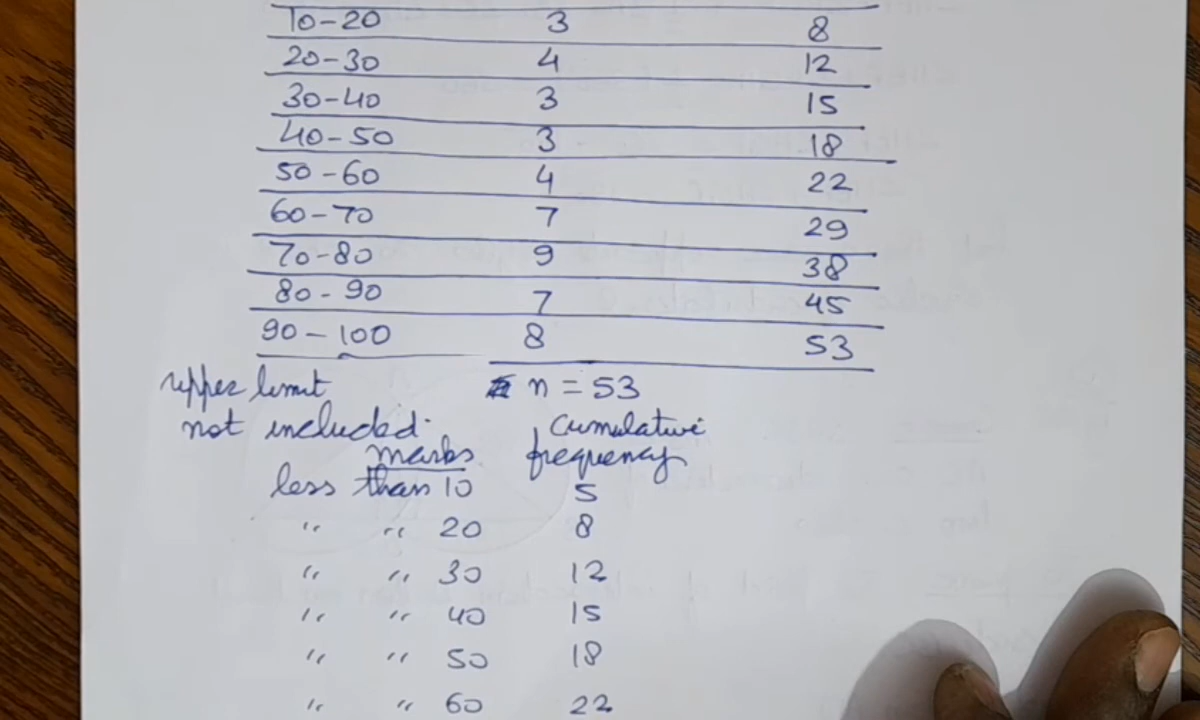 10-20 3 8
20-30 4 12
30-40 3 15
40-50 3 18
50-60 4 22
60-70 7 29
70-80 9 38
80-90 7 45
90-100 8 53
upper limit n = 53
not included. cumulative
marks frequency
less than 10 5
" " 20 8
" " 30 12
" " 40 15
" " 50 18
" " 60 22